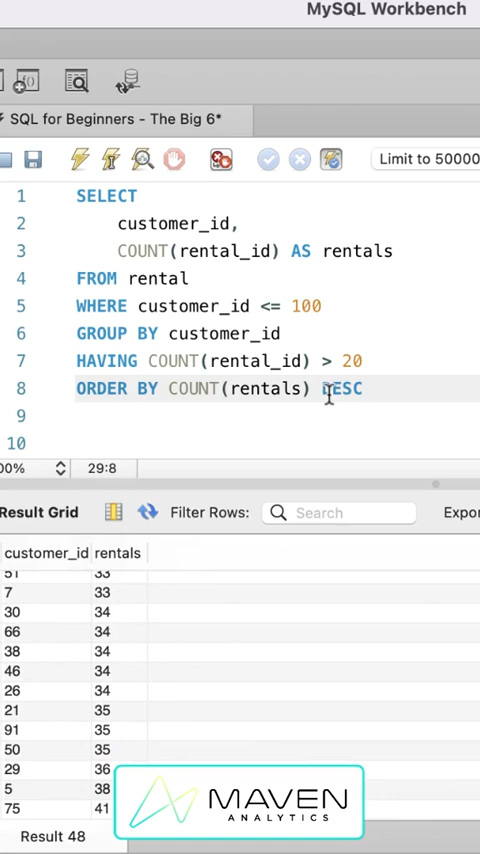 MySQL Workbench
SQL for Beginners - The Big 6*
Limit to 50000
1 SELECT
2 customer_id,
3 COUNT(rental_id) AS rentals
4 FROM rental
5 WHERE customer_id <= 100
6 GROUP BY customer_id
7 HAVING COUNT(rental_id) > 20
8 ORDER BY COUNT(rentals) DESC
9
10
00% 29:8
Result Grid Filter Rows: Search Expor
customer_id rentals
51 33
7 33
30 34
66 34
38 34
46 34
26 34
21 35
91 35
50 35
29 36
5 38
75 41
MAVEN
ANALYTICS
Result 48